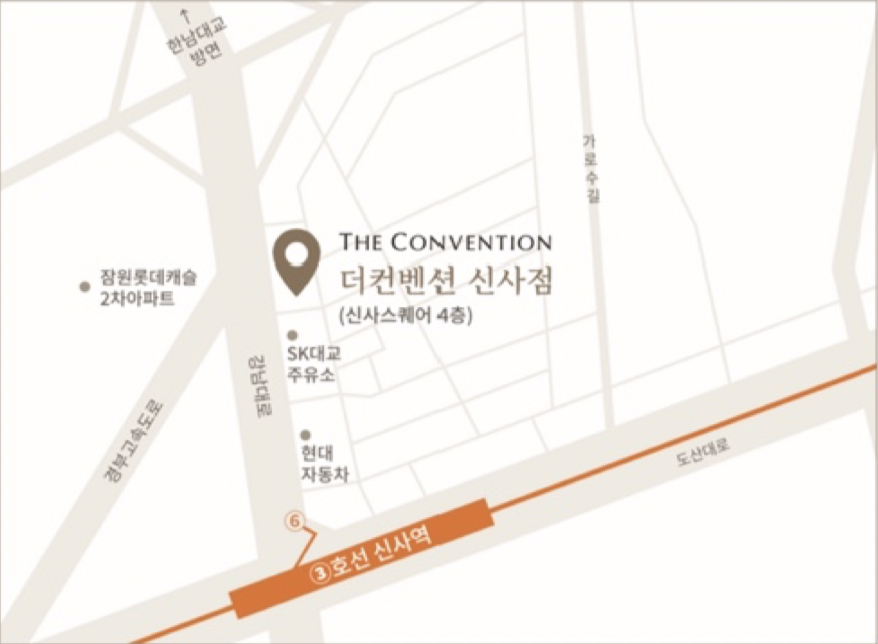 ↑
한남대교
방면
가로수길
THE CONVENTION
더컨벤션 신사점
(신사스퀘어 4층)
잠원롯데캐슬
2차아파트
SK대교
주유소
강남대로
경부고속도로
현대
자동차
도산대로
⑥
③호선 신사역